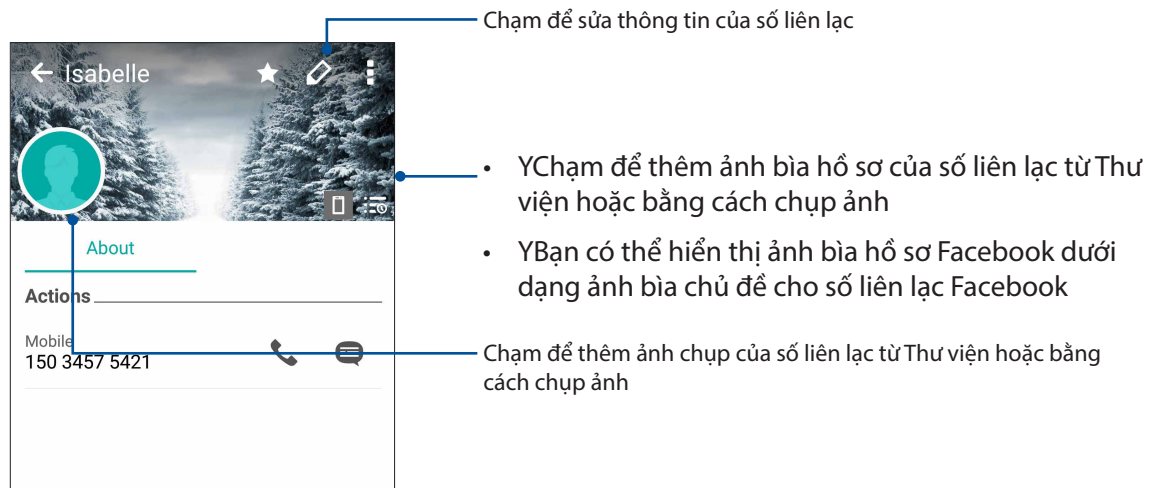 Chạm để sửa thông tin của số liên lạc
Isabelle
• YChạm để thêm ảnh bìa hồ sơ của số liên lạc từ Thư
viện hoặc bằng cách chụp ảnh
• YBạn có thể hiển thị ảnh bìa hồ sơ Facebook dưới
dạng ảnh bìa chủ đề cho số liên lạc Facebook
About
Actions
Mobile
150 3457 5421
Chạm để thêm ảnh chụp của số liên lạc từ Thư viện hoặc bằng
cách chụp ảnh